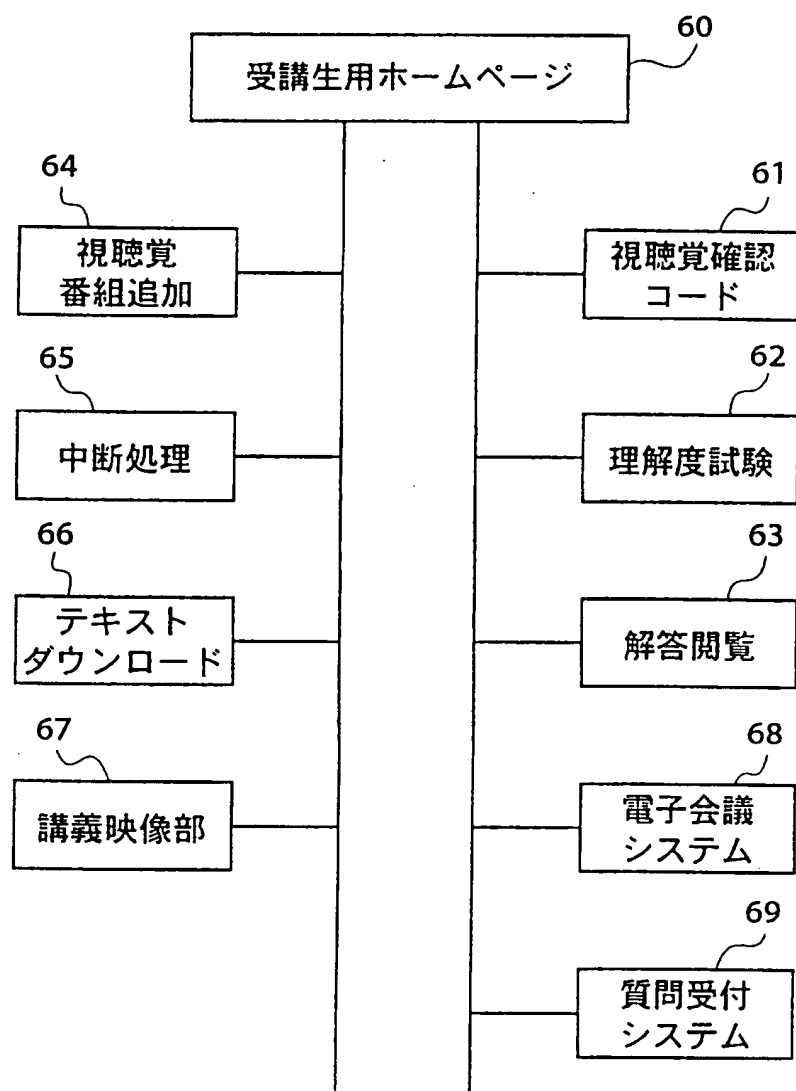 60
受講生用ホームページ
64
視聴覚
番組追加
61
視聴覚確認
コード
65
中断処理
62
理解度試験
66
テキスト
ダウンロード
63
解答閲覧
67
講義映像部
68
電子会議
システム
69
質問受付
システム